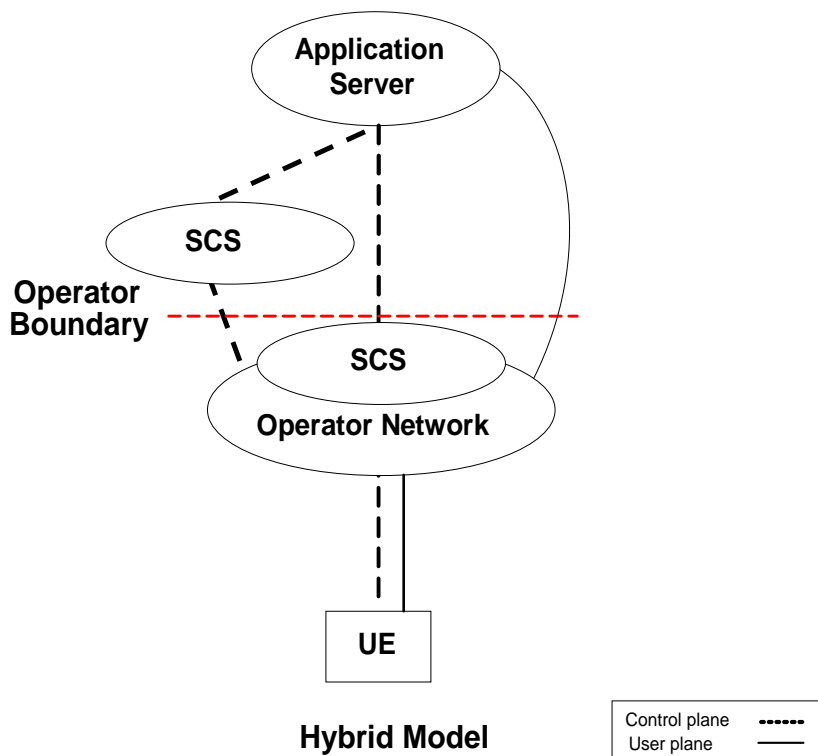 Application
Server
SCS
Operator
Boundary
SCS
Operator Network
UE
Hybrid Model
Control plane
User plane